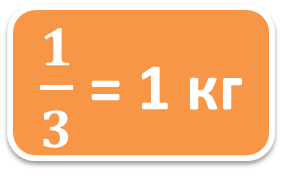 1/3 = 1 кг